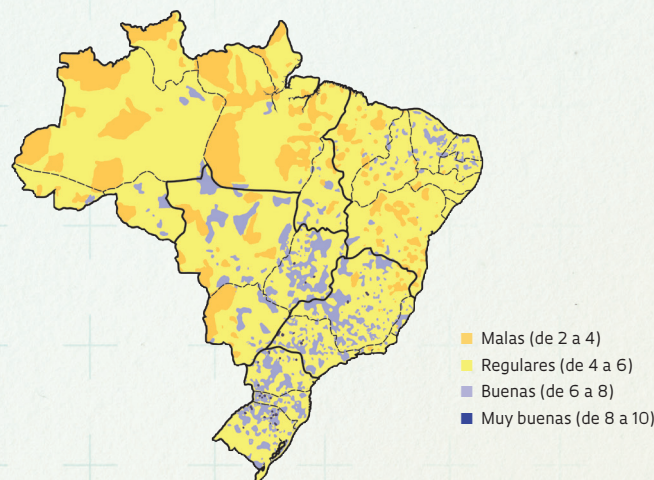 Malas (de 2 a 4)
Regulares (de 4 a 6)
Buenas (de 6 a 8)
Muy buenas (de 8 a 10)